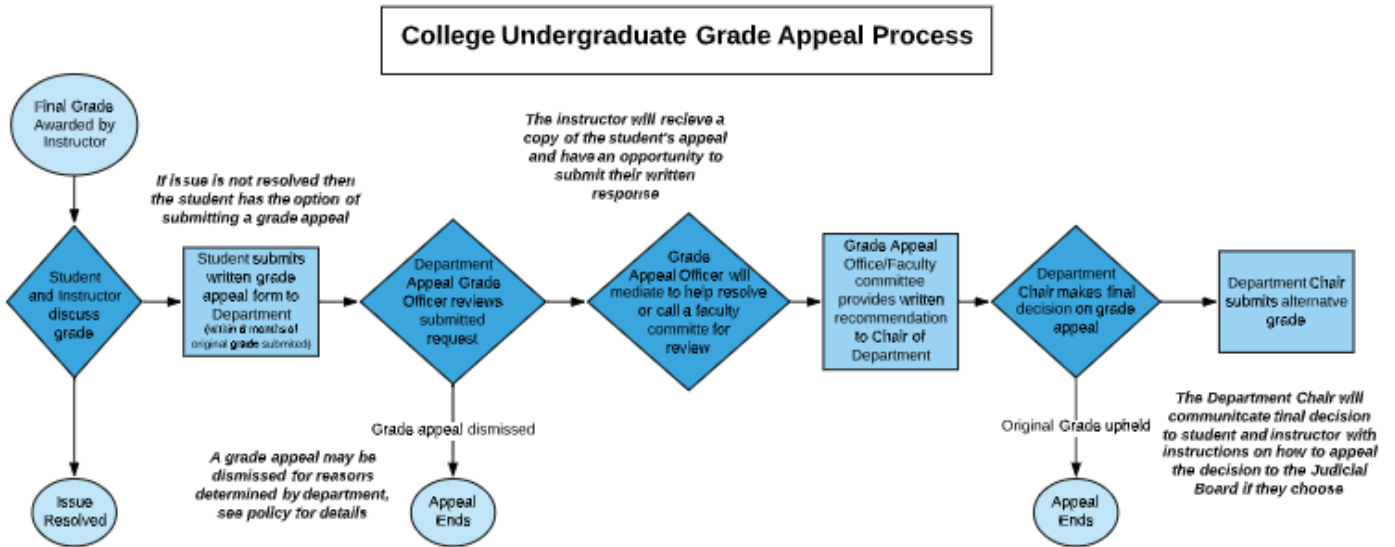 College Undergraduate Grade Appeal Process
Final Grade
Awarded by
Instructor
If issue is not resolved then
the student has the option of
submitting a grade appeal
The instructor will recieve a
copy of the student's appeal
and have an opportunity to
submit their written
response
Student
and Instructor
discuss
grade
Student submits
written grade
appeal form to
Department
(within 6 months of
original grade submited)
Department
Appeal Grade
Officer reviews
submitted
request
Grade
Appeal Officer will
mediate to help resolve
or call a faculty
committe for
review
Grade Appeal
Office/Faculty
committee
provides written
recommendation
to Chair of
Department
Department
Chair makes final
decision on grade
appeal
Department Chair
submits alternative
grade
Grade appeal dismissed
Original Grade upheld
A grade appeal may be
dismissed for reasons
determined by department,
see policy for details
The Department Chair will
communitcate final decision
to student and instructor with
instructions on how to appeal
the decision to the Judicial
Board if they choose
Issue
Resolved
Appeal
Ends
Appeal
Ends